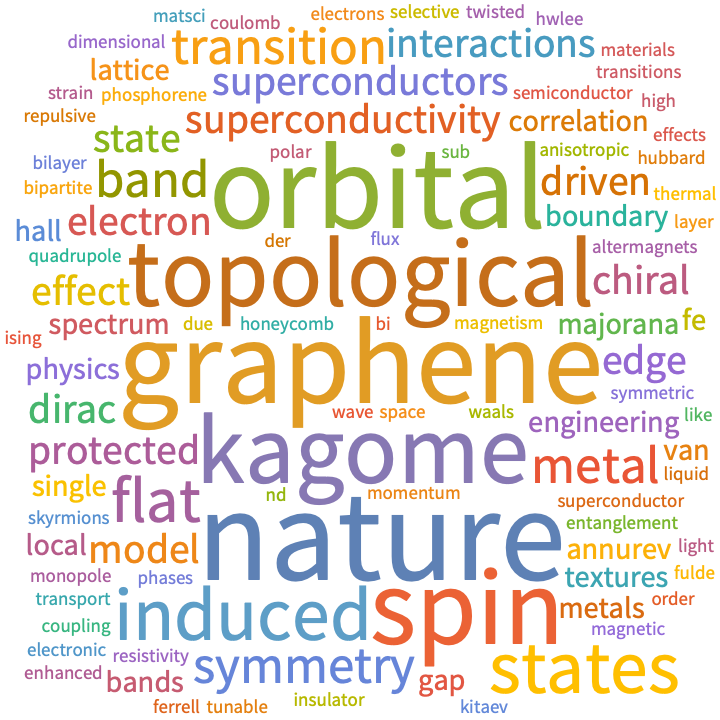 matsci coulomb electrons selective twisted hwlee
dimensional transition interactions materials
lattice superconductors transitions
strain phosphorene semiconductor high
repulsive superconductivity correlation effects
state polar sub anisotropic hubbard
bilayer band orbital driven thermal
bipartite
hall electron boundary layer
quadrupole der flux altermagnets
effect topological chiral
ising spectrum due honeycomb bi magnetism majorana fe
physics graphene edge
symmetric
dirac wave space waals engineering like
protected kagome metal van
single liquid
flat nd momentum superconductor
skyrmions nature entanglement
local model annurev light
monopole phases textures fulde
transport induced spin metals order
coupling magnetic
electronic resistivity symmetry gap states
enhanced bands
ferrell tunable insulator kitaev